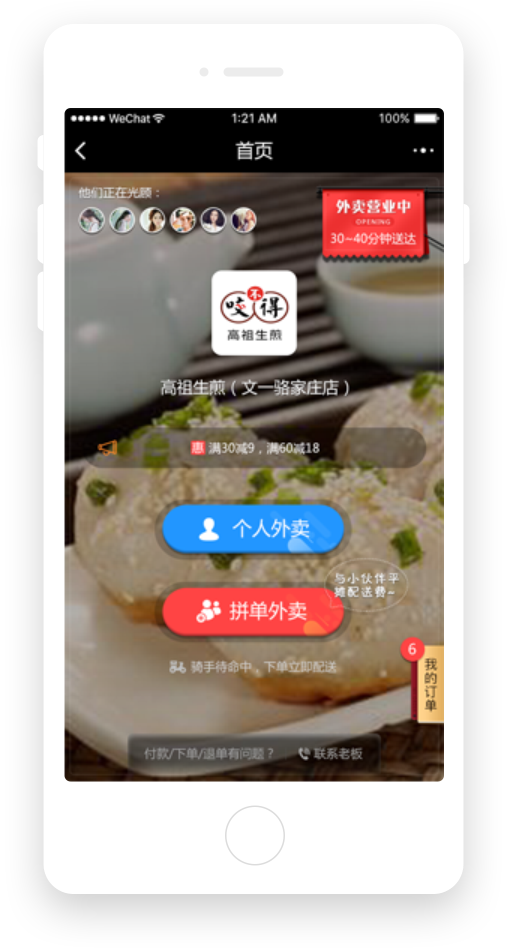 WeChat
1:21 AM
100%
首页
他们正在光顾：
外卖营业中
OPENING
30~40分钟送达
咬不得
高祖生煎
高祖生煎（文一骆家庄店）
惠 满30减9，满60减18
个人外卖
与小伙伴平
摊配送费~
拼单外卖
骑手待命中，下单立即配送
6
我的订单
付款/下单/退单有问题？ 联系老板